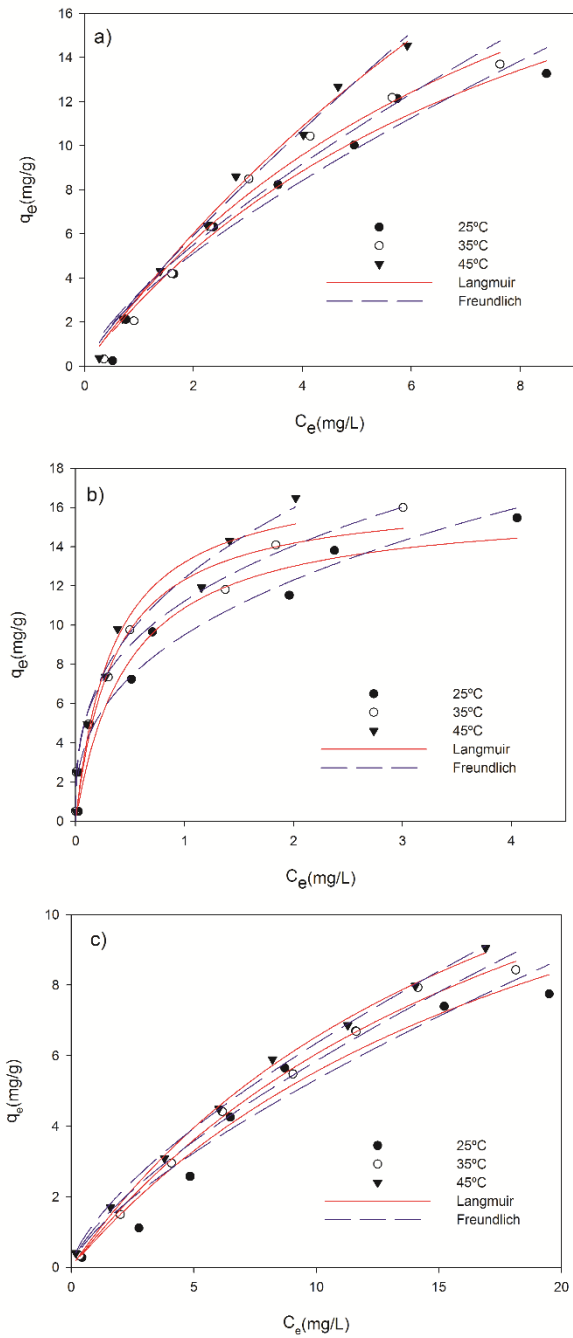 a)
16
14
12
10
8
6
4
2
0
qe(mg/g)
25ºC
35ºC
45ºC
Langmuir
Freundlich
0 2 4 6 8
Ce(mg/L)
b)
18
16
14
12
10
8
6
4
2
0
qe(mg/g)
25ºC
35ºC
45ºC
Langmuir
Freundlich
0 1 2 3 4
Ce(mg/L)
c)
10
8
6
4
2
0
qe(mg/g)
25ºC
35ºC
45ºC
Langmuir
Freundlich
0 5 10 15 20
Ce(mg/L)